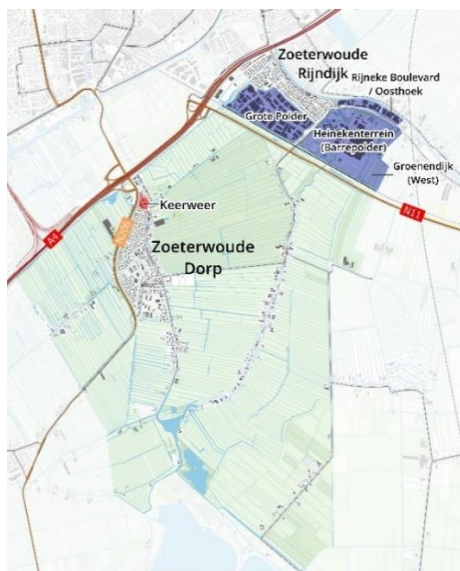 Zoeterwoude
Rijndijk
Rijneke Boulevard
/ Oosthoek
Grote Polder
Heinekenterrein
(Barrepolder)
Groenendijk
(West)
Keerweer
N11
A4
Zoeterwoude
Dorp